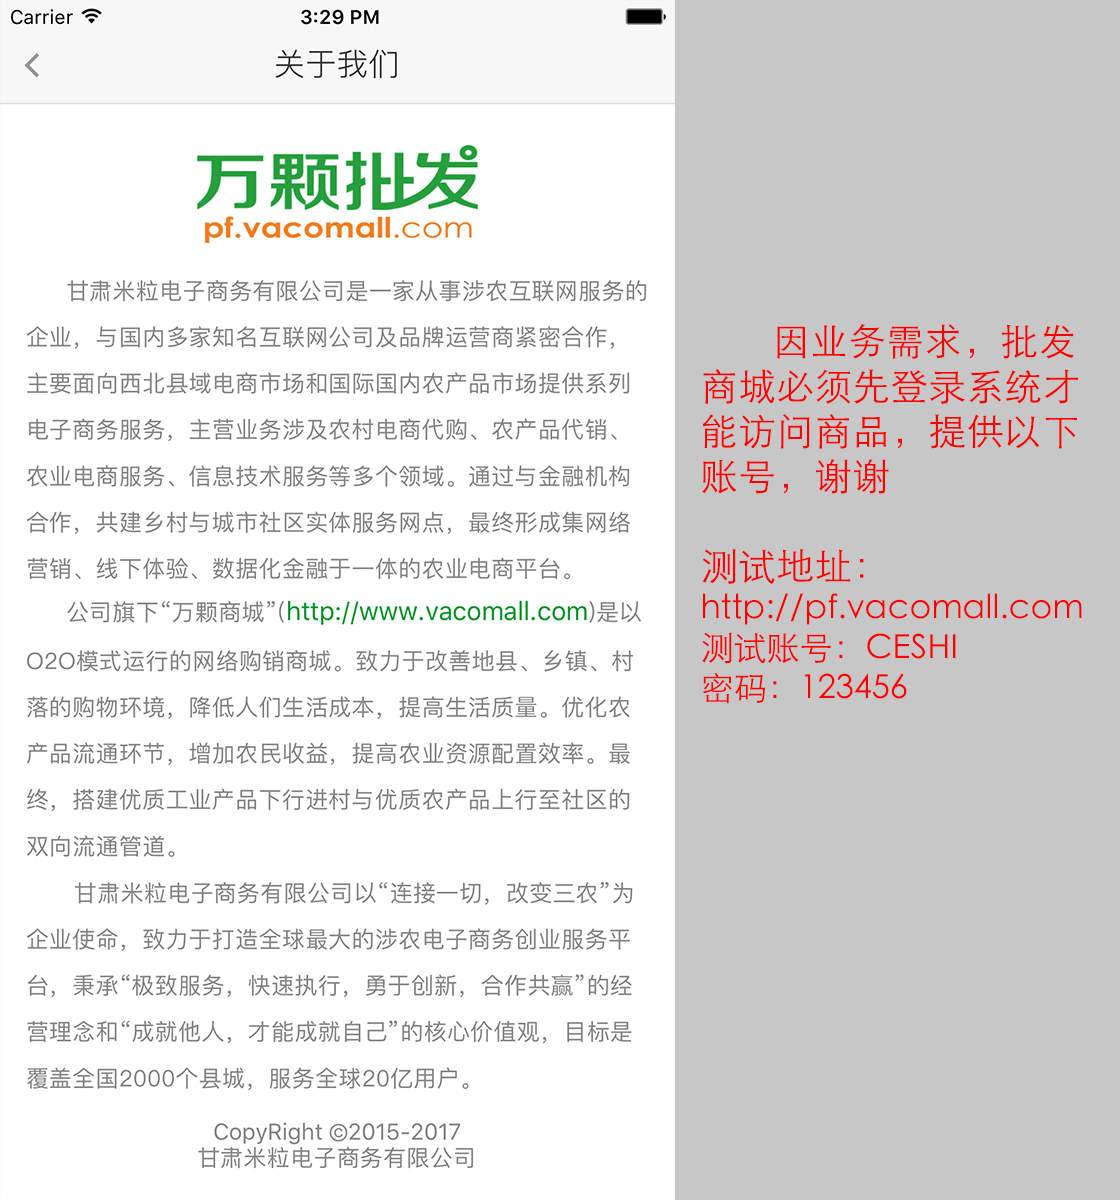 Carrier 3:29 PM
关于我们
万颗批发
pf.vacomall.com
甘肃米粒电子商务有限公司是一家从事涉农互联网服务的
企业，与国内多家知名互联网公司及品牌运营商紧密合作，
主要面向西北县域电商市场和国际国内农产品市场提供系列
电子商务服务，主营业务涉及农村电商代购、农产品代销、
农业电商服务、信息技术服务等多个领域。通过与金融机构
合作，共建乡村与城市社区实体服务网点，最终形成集网络
营销、线下体验、数据化金融于一体的农业电商平台。
公司旗下“万颗商城”(http://www.vacomall.com)是以
O2O模式运行的网络购销商城。致力于改善地县、乡镇、村
落的购物环境，降低人们生活成本，提高生活质量。优化农
产品流通环节，增加农民收益，提高农业资源配置效率。最
终，搭建优质工业产品下行进村与优质农产品上行至社区的
双向流通管道。
甘肃米粒电子商务有限公司以“连接一切，改变三农”为
企业使命，致力于打造全球最大的涉农电子商务创业服务平
台，秉承“极致服务，快速执行，勇于创新，合作共赢”的经
营理念和“成就他人，才能成就自己”的核心价值观，目标是
覆盖全国2000个县城，服务全球20亿用户。
CopyRight ©2015-2017
甘肃米粒电子商务有限公司
因业务需求，批发
商城必须先登录系统才
能访问商品，提供以下
账号，谢谢
测试地址：
http://pf.vacomall.com
测试账号：CESHI
密码：123456